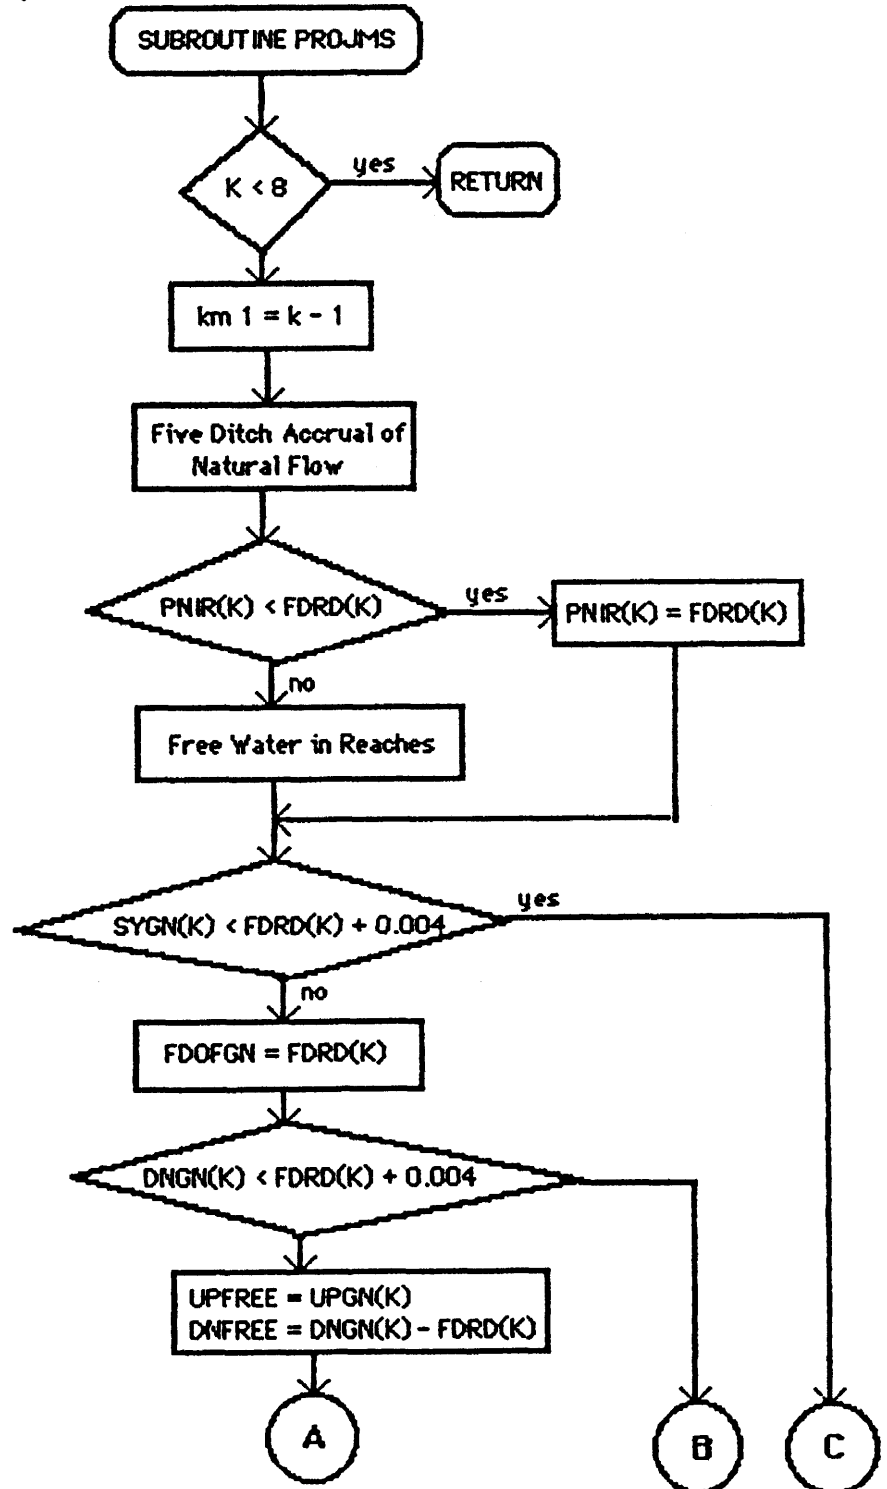 SUBROUTINE PROJMS
K < 8
yes
RETURN
km 1 = k - 1
Five Ditch Accrual of
Natural Flow
PNIR(K) < FDRD(K)
yes
PNIR(K) = FDRD(K)
no
Free Water in Reaches
SYGN(K) < FDRD(K) + 0.004
yes
no
FDOFGN = FDRD(K)
DNGN(K) < FDRD(K) + 0.004
UPFREE = UPGN(K)
DNFREE = DNGN(K) - FDRD(K)
A
B
C